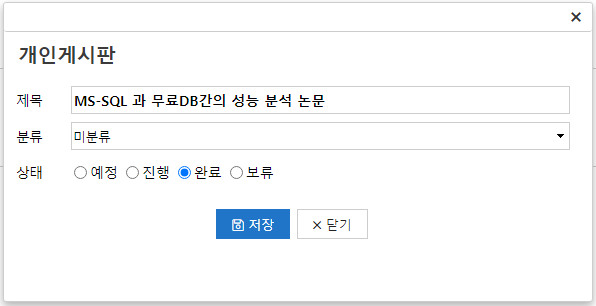 개인게시판
제목 MS-SQL 과 무료DB간의 성능 분석 논문
분류 미분류
상태 예정 진행 완료 보류
저장 닫기